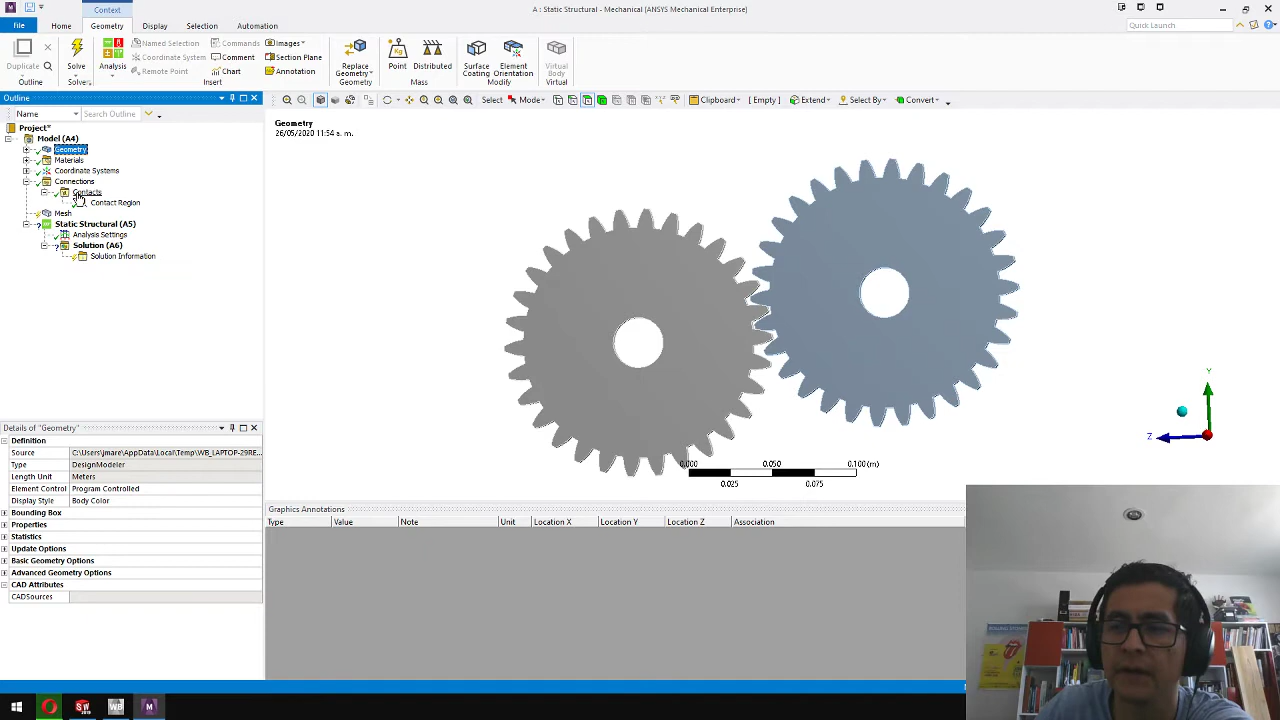 Context
A : Static Structural - Mechanical (ANSYS Mechanical Enterprise)
File Home Geometry Display Selection Automation
Quick Launch
Duplicate
Solve
Analysis
Named Selection
Coordinate System
Remote Point
Commands
Comment
Chart
Images
Section Plane
Annotation
Replace Geometry
Point
Distributed
Surface Coating
Element Orientation
Virtual Body
Outline Solve Insert Geometry Mass Modify Virtual
Outline
Select Mode Clipboard [Empty] Extend Select By Convert
Name Search Outline
Project*
Model (A4)
Geometry
Materials
Coordinate Systems
Connections
Contacts
Contact Region
Mesh
Static Structural (A5)
Analysis Settings
Solution (A6)
Solution Information
Geometry
26/05/2020 11:54 a. m.
Y
Z
0.000 0.050 0.100 (m)
0.025 0.075
Details of "Geometry"
Definition
Source C:\Users\jmare\AppData\Local\Temp\WB_LAPTOP-29RE...
Type DesignModeler
Length Unit Meters
Element Control Program Controlled
Display Style Body Color
Bounding Box
Properties
Statistics
Update Options
Basic Geometry Options
Advanced Geometry Options
CAD Attributes
CADSources
Graphics Annotations
Type Value Note Unit Location X Location Y Location Z Association